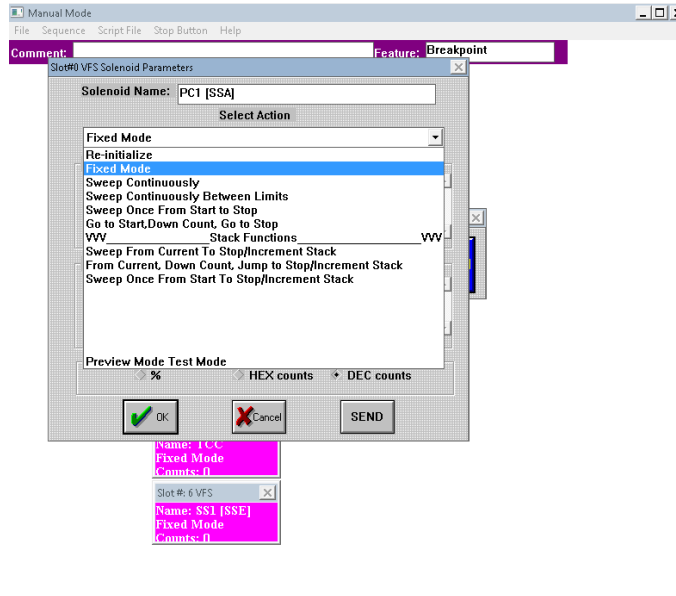 Manual Mode
File Sequence Script File Stop Button Help
Comment: Feature: Breakpoint
Slot#0 VFS Solenoid Parameters
Solenoid Name: PC1 [SSA]
Select Action
Fixed Mode
Re-initialize
Fixed Mode
Sweep Continuously
Sweep Continuously Between Limits
Sweep Once From Start to Stop
Go to Start,Down Count, Go to Stop
VVV__________________Stack Functions__________________VVV
Sweep From Current To Stop/Increment Stack
From Current, Down Count, Jump to Stop/Increment Stack
Sweep Once From Start To Stop/Increment Stack
Preview Mode Test Mode
% HEX counts DEC counts
OK Cancel SEND
Name: TCC
Fixed Mode
Counts: 0
Slot #: 6 VFS
Name: SS1 [SSE]
Fixed Mode
Counts: 0